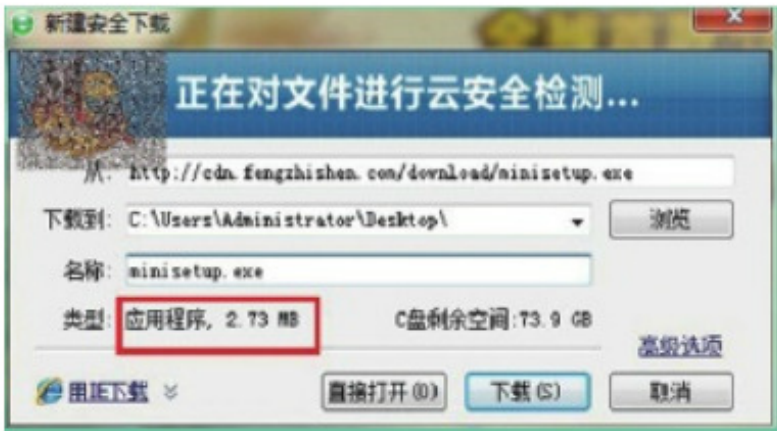 新建安全下载
正在对文件进行云安全检测...
从: http://cdn.fengzhishen.com/download/minisetup.exe
下载到: C:\Users\Administrator\Desktop\ 浏览
名称: minisetup.exe
类型: 应用程序, 2.73 MB C盘剩余空间:73.9 GB
高级选项
用IE下载 直接打开(O) 下载(S) 取消